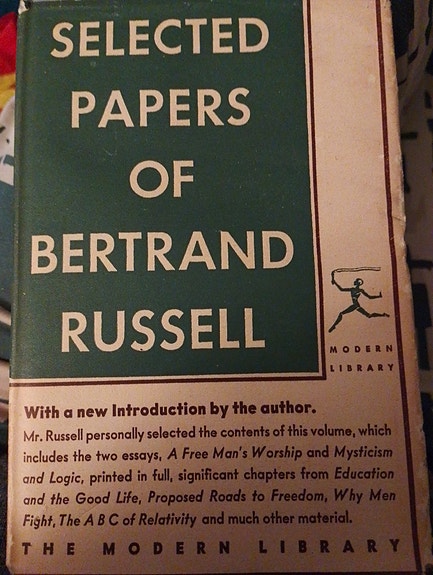 SELECTED
PAPERS
OF
BERTRAND
RUSSELL
MODERN
LIBRARY
With a new Introduction by the author.
Mr. Russell personally selected the contents of this volume, which
includes the two essays, A Free Man's Worship and Mysticism
and Logic, printed in full, significant chapters from Education
and the Good Life, Proposed Roads to Freedom, Why Men
Fight, The A B C of Relativity and much other material.
THE MODERN LIBRARY